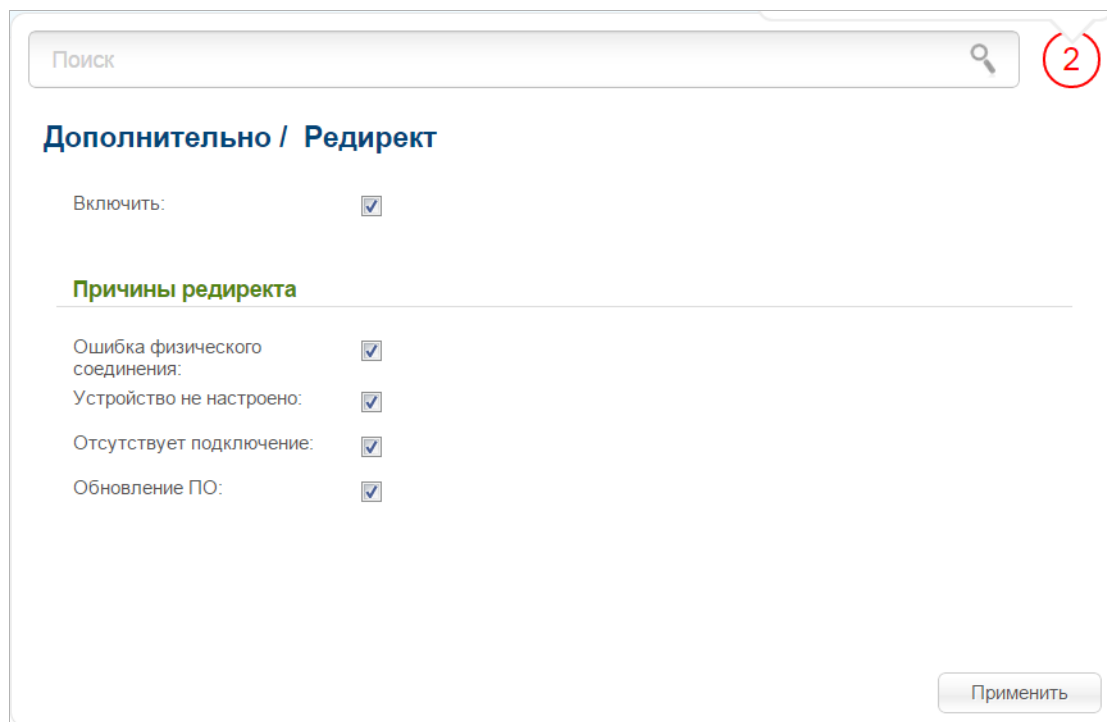 Поиск
2
Дополнительно / Редирект
Включить:
Причины редиректа
Ошибка физического
соединения:
Устройство не настроено:
Отсутствует подключение:
Обновление ПО:
Применить